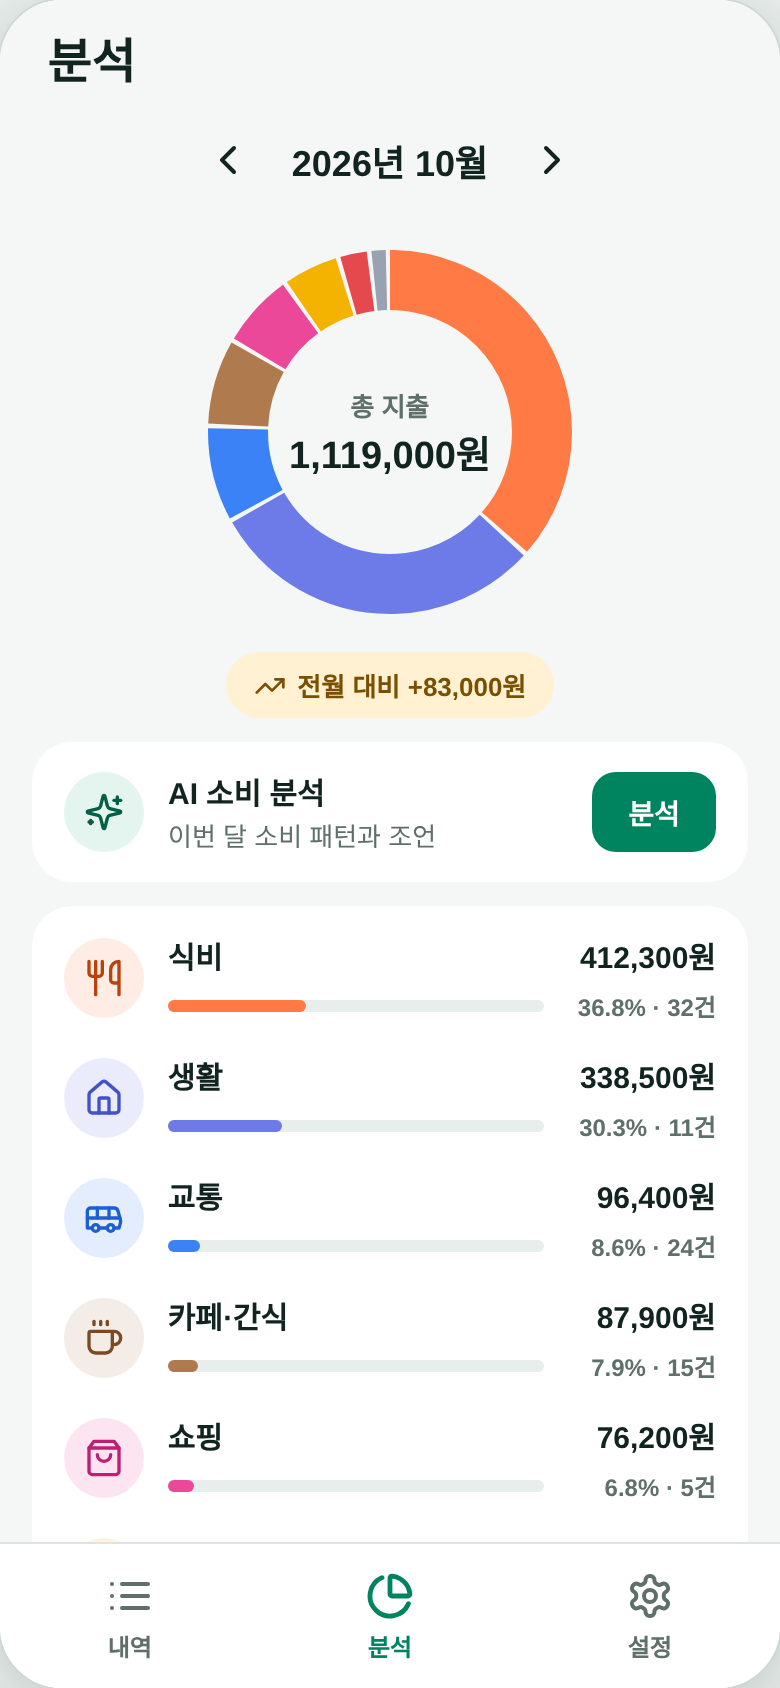 분석
2026년 10월
총 지출
1,119,000원
전월 대비 +83,000원
AI 소비 분석
이번 달 소비 패턴과 조언
분석
식비
412,300원
36.8% · 32건
생활
338,500원
30.3% · 11건
교통
96,400원
8.6% · 24건
카페·간식
87,900원
7.9% · 15건
쇼핑
76,200원
6.8% · 5건
내역
분석
설정